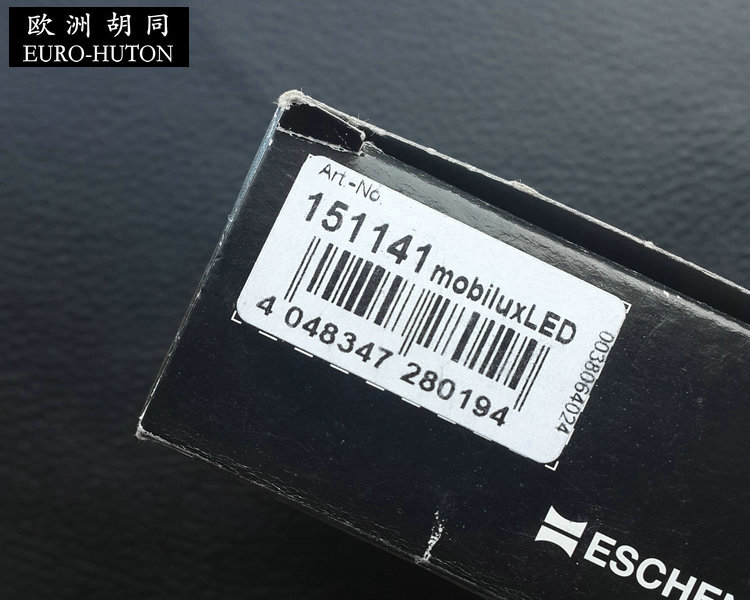 欧洲胡同
EURO-HUTON
Art.-No.
151141 mobiluxLED
4 048347 280194
0038064024
ESCHEN